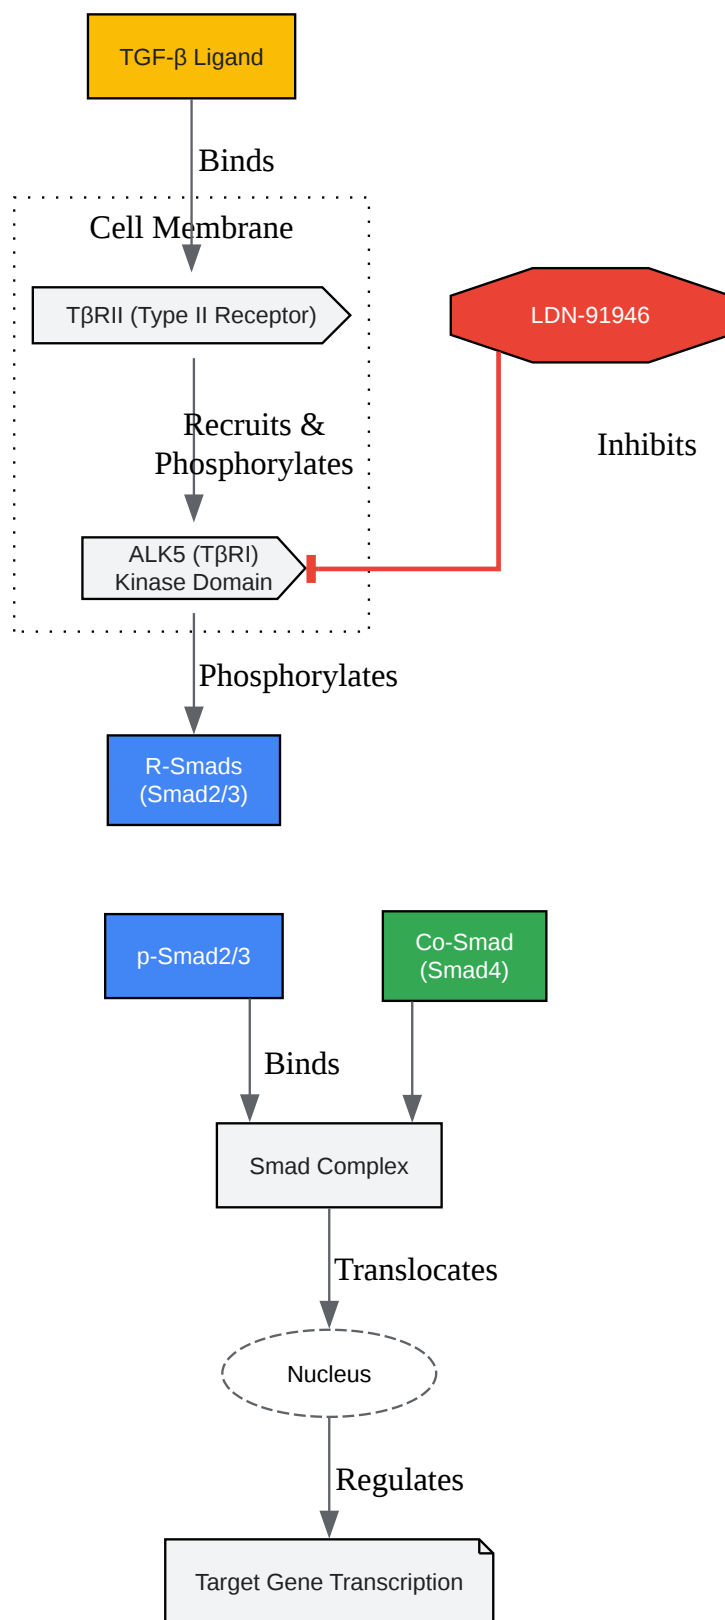 TGF-β Ligand
Binds
Cell Membrane
TβRII (Type II Receptor)
LDN-91946
Recruits &
Phosphorylates
Inhibits
ALK5 (TβRI)
Kinase Domain
Phosphorylates
R-Smads
(Smad2/3)
p-Smad2/3
Co-Smad
(Smad4)
Binds
Smad Complex
Translocates
Nucleus
Regulates
Target Gene Transcription